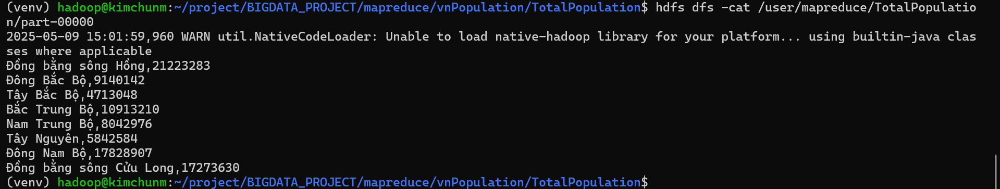 (venv) hadoop@kimchunm:~/project/BIGDATA_PROJECT/mapreduce/vnPopulation/TotalPopulation$ hdfs dfs -cat /user/mapreduce/TotalPopulatio
n/part-00000
2025-05-09 15:01:59,960 WARN util.NativeCodeLoader: Unable to load native-hadoop library for your platform... using builtin-java clas
ses where applicable
Đồng bằng sông Hồng,21223283
Đông Bắc Bộ,9140142
Tây Bắc Bộ,4713048
Bắc Trung Bộ,10913210
Nam Trung Bộ,8042976
Tây Nguyên,5842584
Đông Nam Bộ,17828907
Đồng bằng sông Cửu Long,17273630
(venv) hadoop@kimchunm:~/project/BIGDATA_PROJECT/mapreduce/vnPopulation/TotalPopulation$